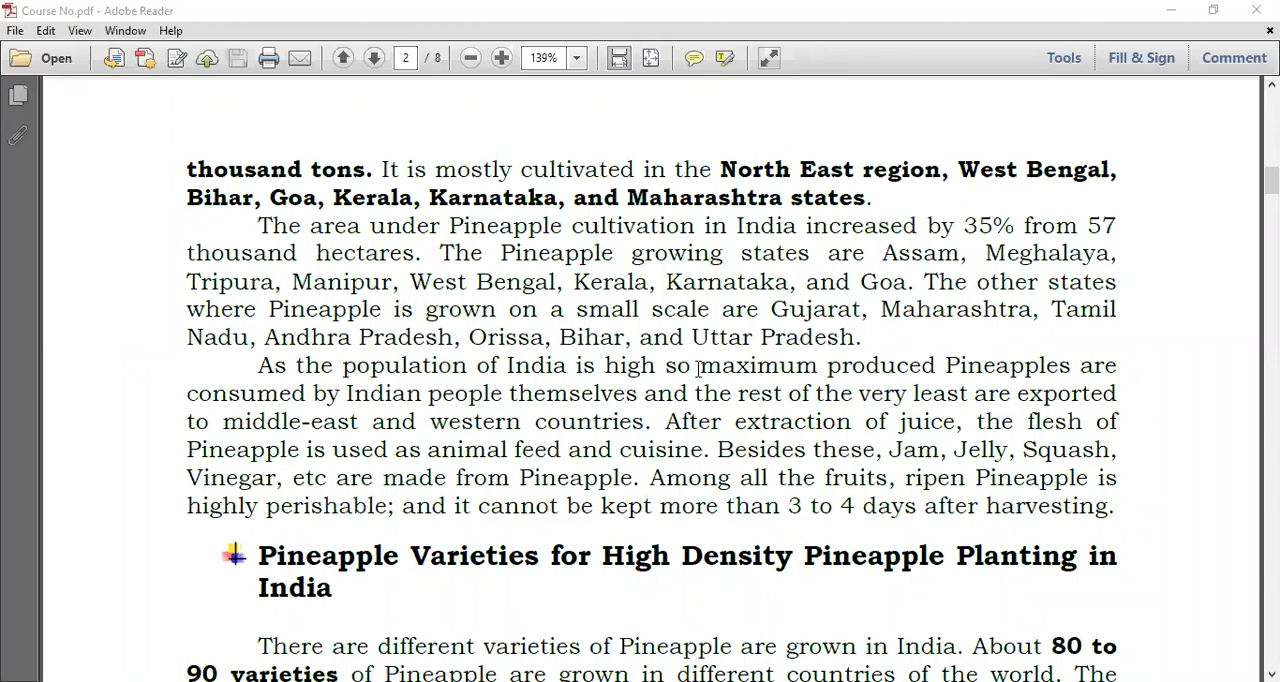 Course No.pdf - Adobe Reader
File Edit View Window Help
Open 2 / 8 139% Tools Fill & Sign Comment
thousand tons. It is mostly cultivated in the North East region, West Bengal,
Bihar, Goa, Kerala, Karnataka, and Maharashtra states.
The area under Pineapple cultivation in India increased by 35% from 57
thousand hectares. The Pineapple growing states are Assam, Meghalaya,
Tripura, Manipur, West Bengal, Kerala, Karnataka, and Goa. The other states
where Pineapple is grown on a small scale are Gujarat, Maharashtra, Tamil
Nadu, Andhra Pradesh, Orissa, Bihar, and Uttar Pradesh.
As the population of India is high so maximum produced Pineapples are
consumed by Indian people themselves and the rest of the very least are exported
to middle-east and western countries. After extraction of juice, the flesh of
Pineapple is used as animal feed and cuisine. Besides these, Jam, Jelly, Squash,
Vinegar, etc are made from Pineapple. Among all the fruits, ripen Pineapple is
highly perishable; and it cannot be kept more than 3 to 4 days after harvesting.
Pineapple Varieties for High Density Pineapple Planting in
India
There are different varieties of Pineapple are grown in India. About 80 to
90 varieties of Pineapple are grown in different countries of the world. The